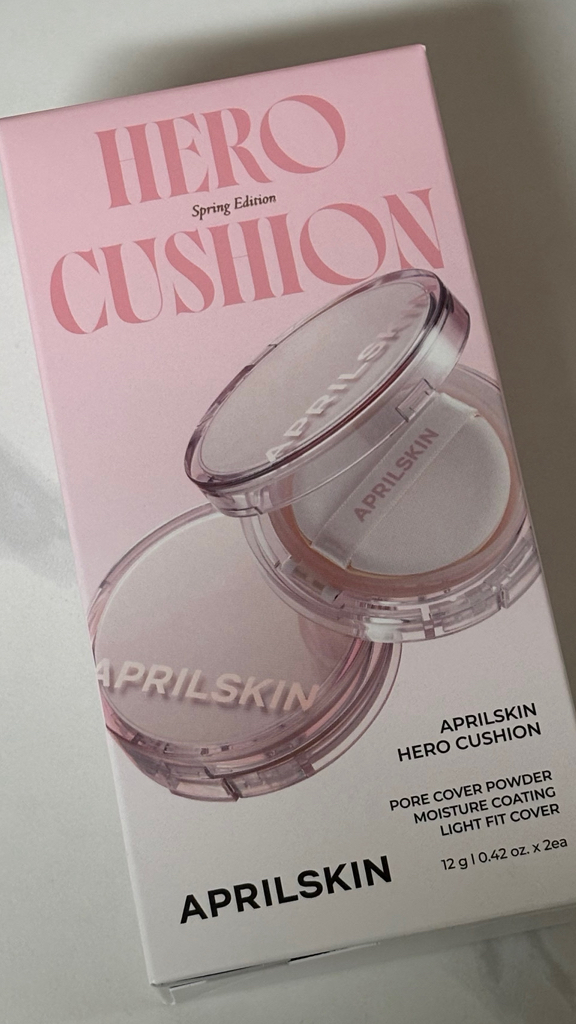 HERO
Spring Edition
CUSHION
APRILSKIN
APRILSKIN
APRILSKIN
APRILSKIN
HERO CUSHION
PORE COVER POWDER
MOISTURE COATING
LIGHT FIT COVER
12 g | 0.42 oz. x 2ea
APRILSKIN